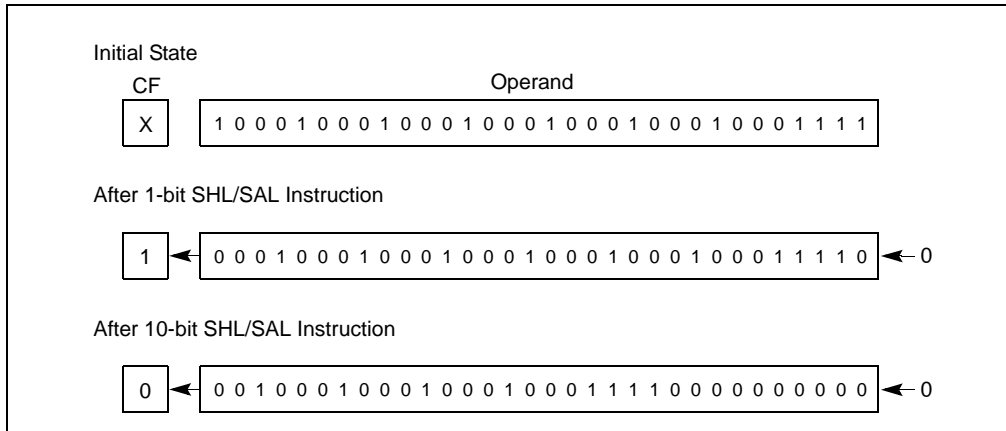 Initial State
CF Operand
X 1 0 0 0 1 0 0 0 1 0 0 0 1 0 0 0 1 0 0 0 1 0 0 0 1 0 0 0 1 1 1 1
After 1-bit SHL/SAL Instruction
1 0 0 0 1 0 0 0 1 0 0 0 1 0 0 0 1 0 0 0 1 0 0 0 1 0 0 0 1 1 1 1 0 0
After 10-bit SHL/SAL Instruction
0 0 0 1 0 0 0 1 0 0 0 1 0 0 0 1 0 0 0 1 1 1 1 0 0 0 0 0 0 0 0 0 0 0